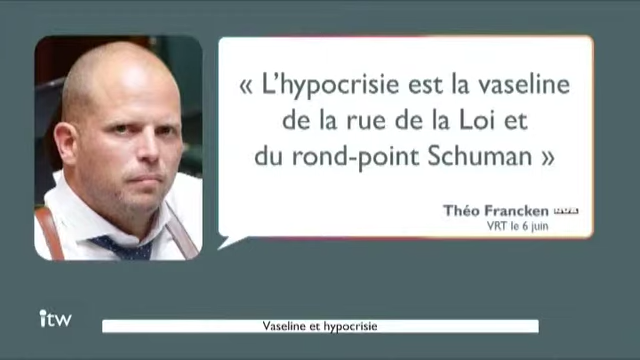 « L’hypocrisie est la vaseline
de la rue de la Loi et
du rond-point Schuman »
Théo Francken
VRT le 6 juin
itw
Vaseline et hypocrisie